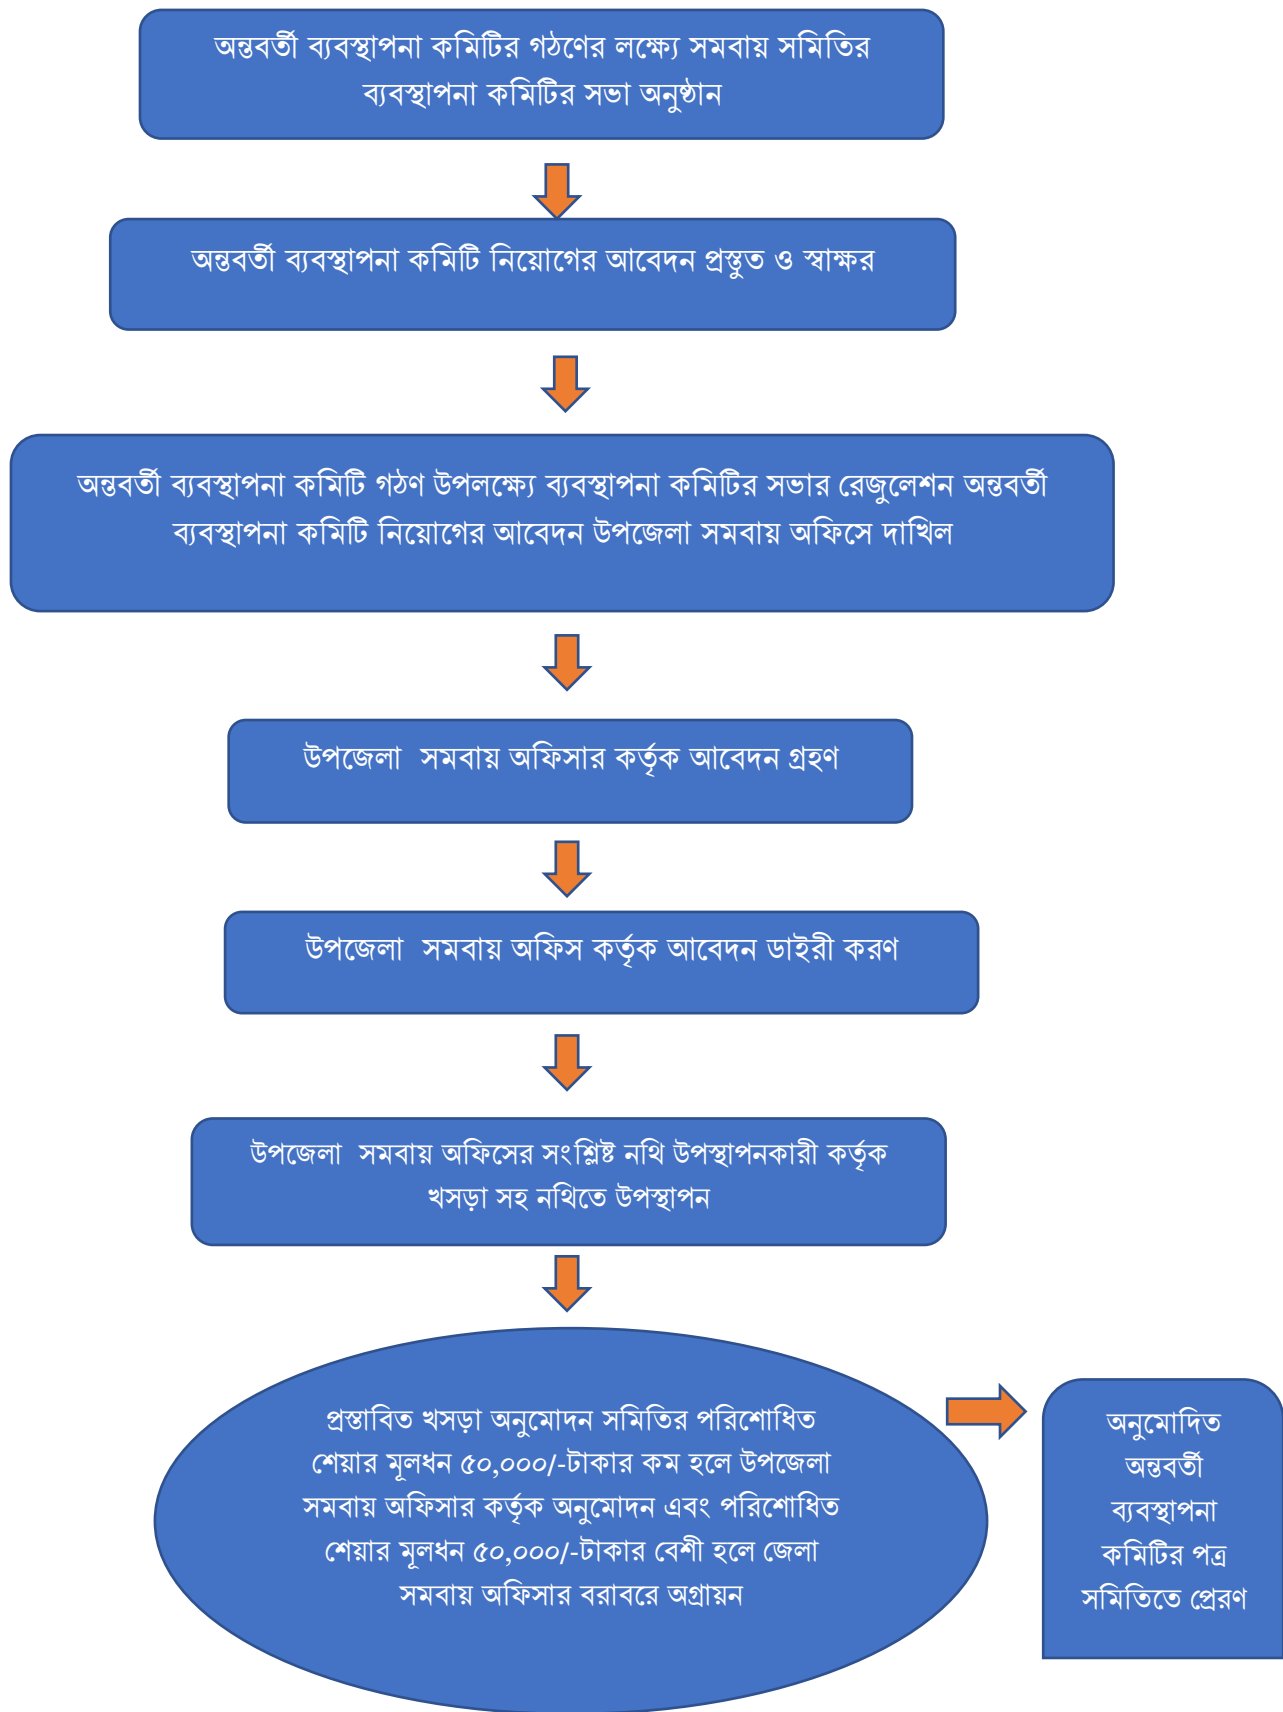 অন্তবর্তী ব্যবস্থাপনা কমিটির গঠণের লক্ষ্যে সমবায় সমিতির
ব্যবস্থাপনা কমিটির সভা অনুষ্ঠান
অন্তবর্তী ব্যবস্থাপনা কমিটি নিয়োগের আবেদন প্রস্তুত ও স্বাক্ষর
অন্তবর্তী ব্যবস্থাপনা কমিটি গঠণ উপলক্ষ্যে ব্যবস্থাপনা কমিটির সভার রেজুলেশন অন্তবর্তী
ব্যবস্থাপনা কমিটি নিয়োগের আবেদন উপজেলা সমবায় অফিসে দাখিল
উপজেলা সমবায় অফিসার কর্তৃক আবেদন গ্রহণ
উপজেলা সমবায় অফিস কর্তৃক আবেদন ডাইরী করণ
উপজেলা সমবায় অফিসের সংশ্লিষ্ট নথি উপস্থাপনকারী কর্তৃক
খসড়া সহ নথিতে উপস্থাপন
প্রস্তাবিত খসড়া অনুমোদন সমিতির পরিশোধিত
শেয়ার মূলধন ৫০,০০০/-টাকার কম হলে উপজেলা
সমবায় অফিসার কর্তৃক অনুমোদন এবং পরিশোধিত
শেয়ার মূলধন ৫০,০০০/-টাকার বেশী হলে জেলা
সমবায় অফিসার বরাবরে অগ্রায়ন
অনুমোদিত
অন্তবর্তী
ব্যবস্থাপনা
কমিটির পত্র
সমিতিতে প্রেরণ